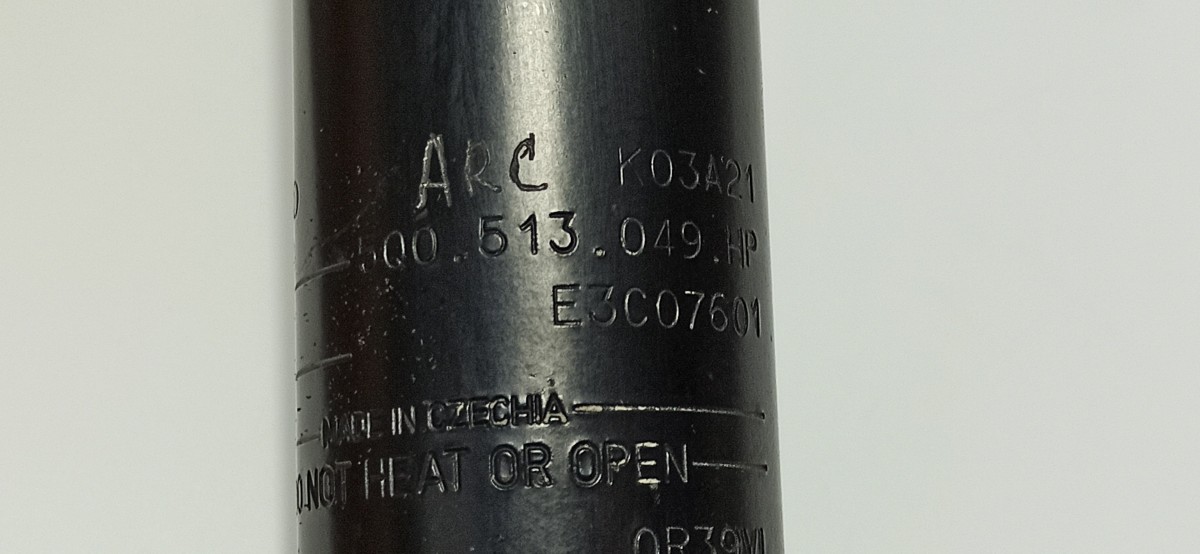 ARC K03A21
5Q0.513.049.HP
E3C07601
MADE IN CZECHIA
DO NOT HEAT OR OPEN